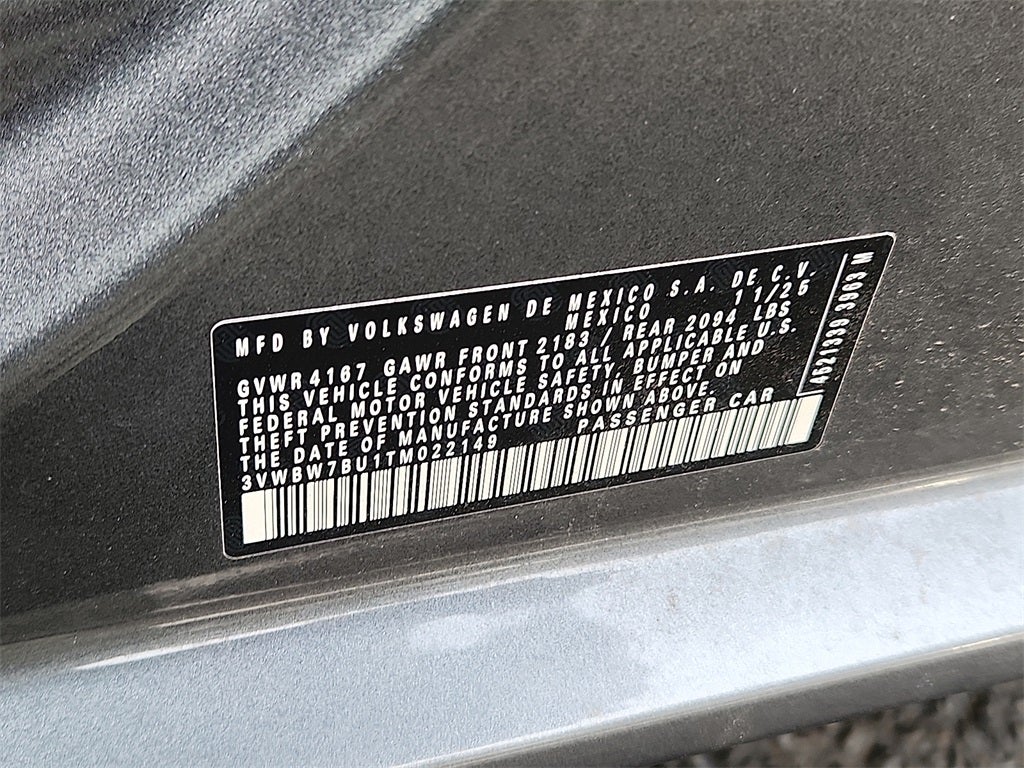 MFD BY VOLKSWAGEN DE MEXICO S.A. DE C.V.
MEXICO 11/25
GVWR 4167 GAWR FRONT 2183 / REAR 2094 LBS
THIS VEHICLE CONFORMS TO ALL APPLICABLE U.S.
FEDERAL MOTOR VEHICLE SAFETY, BUMPER AND
THEFT PREVENTION STANDARDS IN EFFECT ON
THE DATE OF MANUFACTURE SHOWN ABOVE.
3VWBW7BU1TM022149 PASSENGER CAR
4521339 3963 M